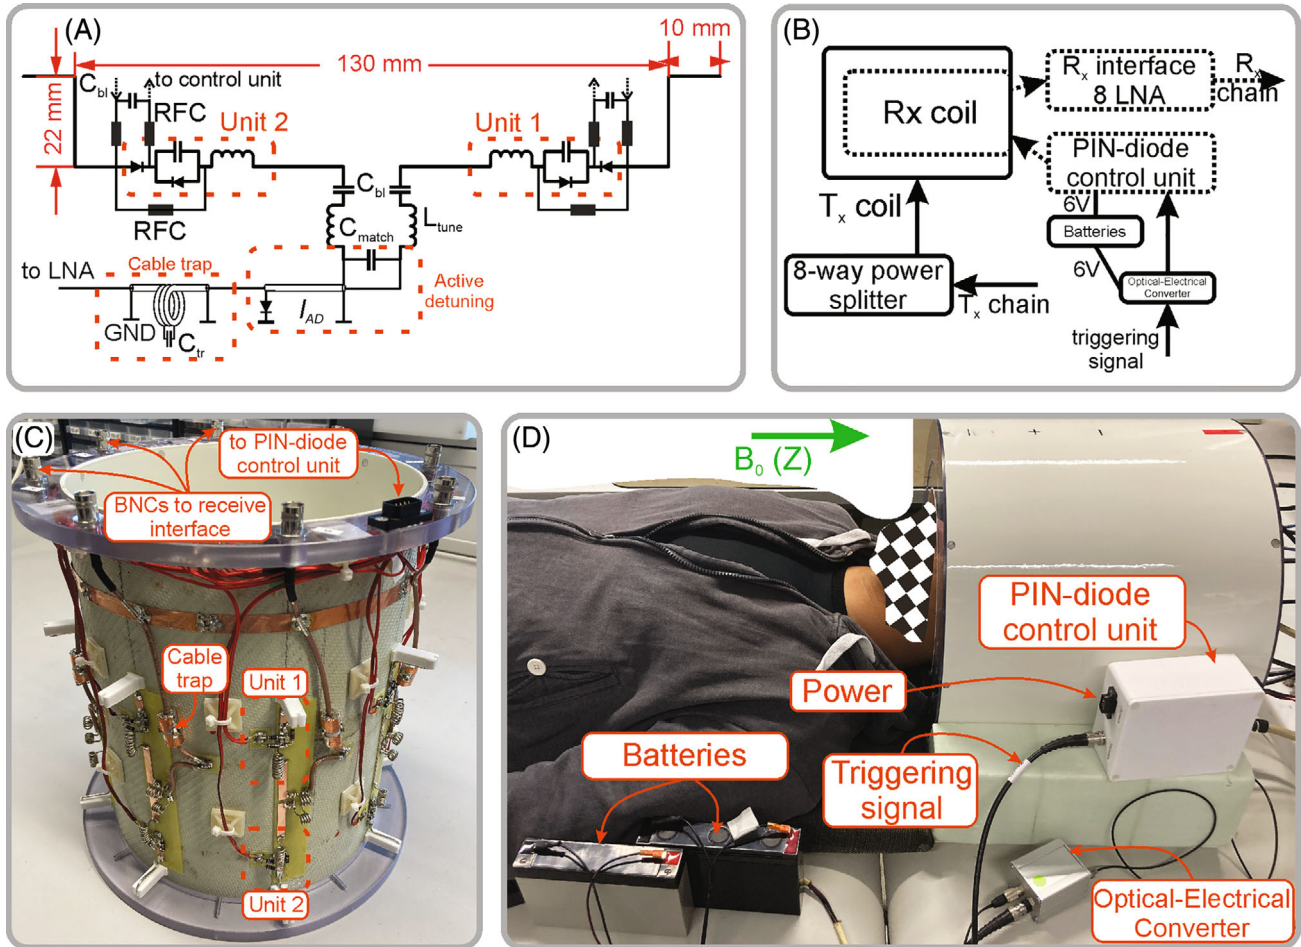 (A)
10 mm
130 mm
22 mm
C_bl
to control unit
RFC
Unit 2
Unit 1
RFC
C_bl
C_match
L_tune
to LNA
Cable trap
GND
C_tr
l_AD
Active
detuning
(B)
Rx coil
R_x interface
8 LNA
R_x
chain
PIN-diode
control unit
T_x coil
6V
Batteries
6V
8-way power
splitter
T_x chain
Optical-Electrical
Converter
triggering
signal
(C)
to PIN-diode
control unit
BNCs to receive
interface
Cable
trap
Unit 1
Unit 2
(D)
B_0 (Z)
PIN-diode
control unit
Power
Batteries
Triggering
signal
Optical-Electrical
Converter